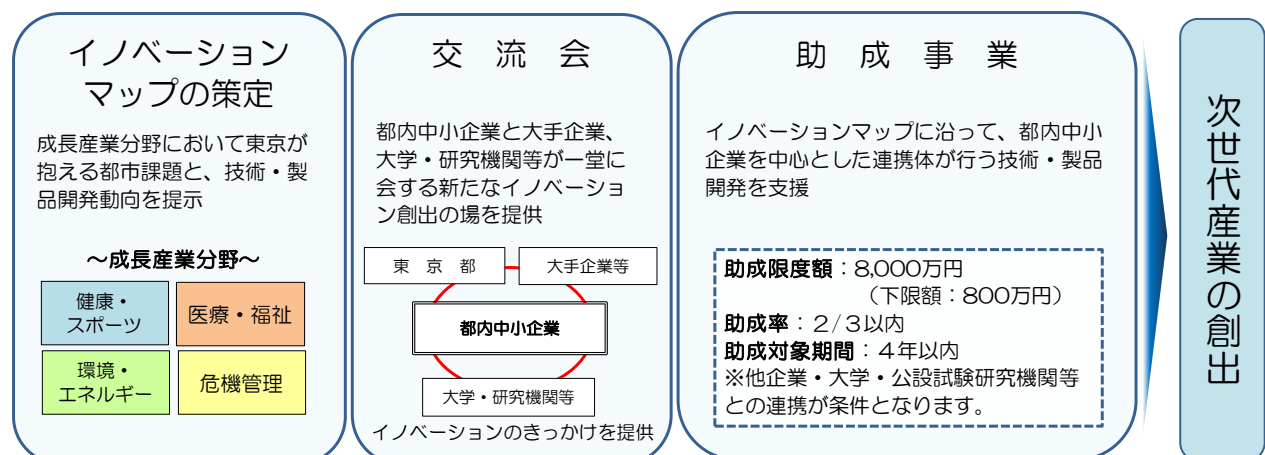 イノベーション
マップの策定
成長産業分野において東京が
抱える都市課題と、技術・製
品開発動向を提示
～成長産業分野～
健康・
スポーツ
医療・福祉
環境・
エネルギー
危機管理
交 流 会
都内中小企業と大手企業、
大学・研究機関等が一堂に
会する新たなイノベーショ
ン創出の場を提供
東 京 都
大手企業等
都内中小企業
大学・研究機関等
イノベーションのきっかけを提供
助 成 事 業
イノベーションマップに沿って、都内中小
企業を中心とした連携体が行う技術・製品
開発を支援
助成限度額：8,000万円
（下限額：800万円）
助成率：２/３以内
助成対象期間：４年以内
※他企業・大学・公設試験研究機関等
との連携が条件となります。
次世代産業の創出